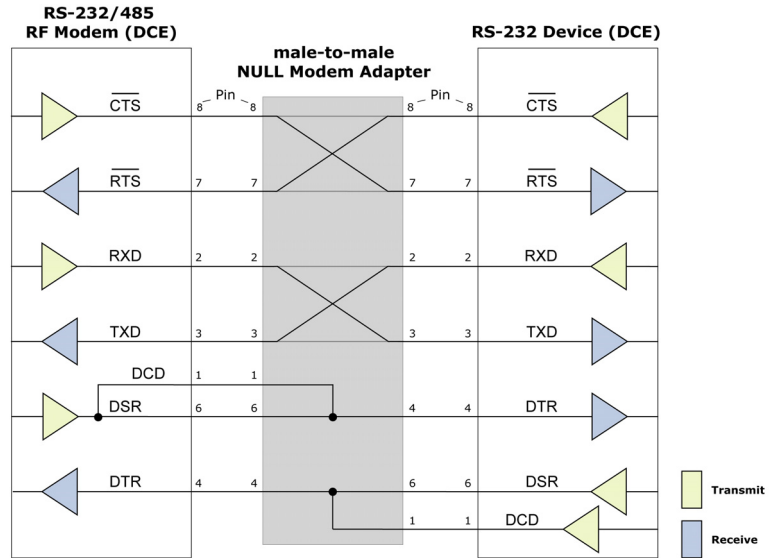 RS-232/485
RF Modem (DCE)
male-to-male
NULL Modem Adapter
RS-232 Device (DCE)
CTS 8 Pin 8 8 Pin 8 CTS
RTS 7 7 7 7 RTS
RXD 2 2 2 2 RXD
TXD 3 3 3 3 TXD
DCD 1 1
DSR 6 6 4 4 DTR
DTR 4 4 6 6 DSR
1 1 DCD
Transmit
Receive